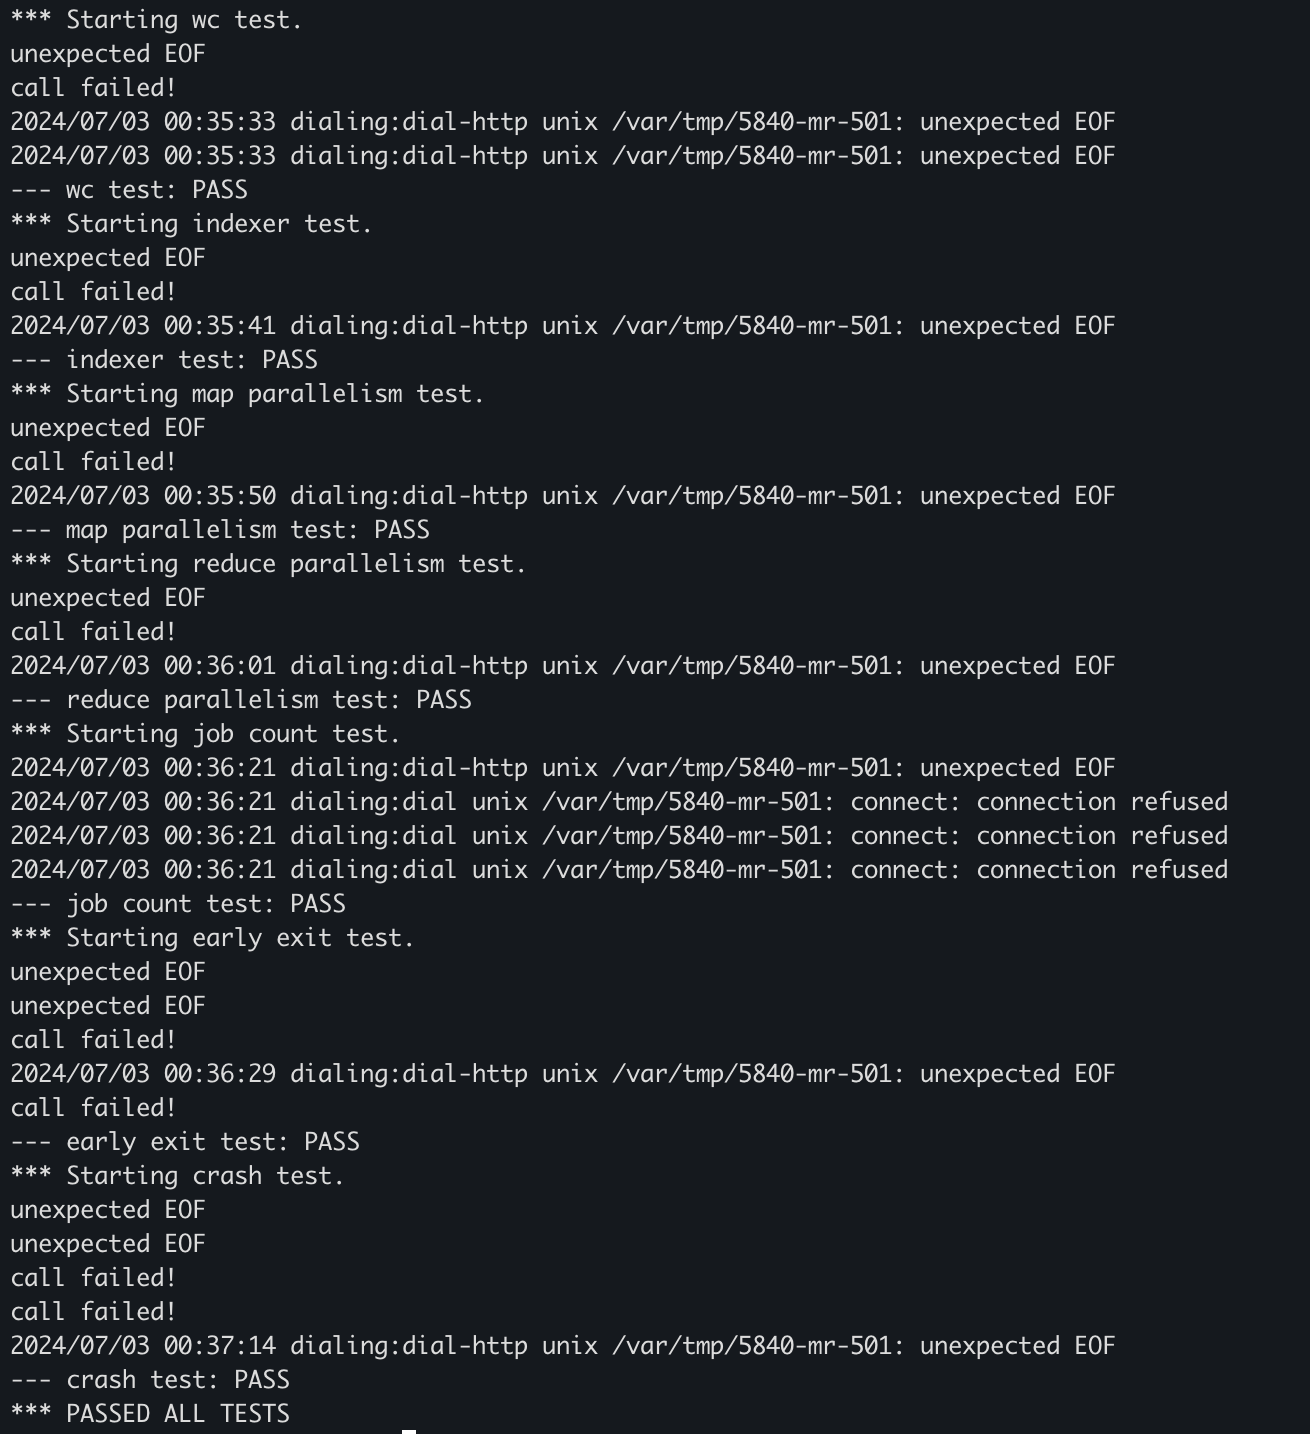 *** Starting wc test.
unexpected EOF
call failed!
2024/07/03 00:35:33 dialing:dial-http unix /var/tmp/5840-mr-501: unexpected EOF
2024/07/03 00:35:33 dialing:dial-http unix /var/tmp/5840-mr-501: unexpected EOF
--- wc test: PASS
*** Starting indexer test.
unexpected EOF
call failed!
2024/07/03 00:35:41 dialing:dial-http unix /var/tmp/5840-mr-501: unexpected EOF
--- indexer test: PASS
*** Starting map parallelism test.
unexpected EOF
call failed!
2024/07/03 00:35:50 dialing:dial-http unix /var/tmp/5840-mr-501: unexpected EOF
--- map parallelism test: PASS
*** Starting reduce parallelism test.
unexpected EOF
call failed!
2024/07/03 00:36:01 dialing:dial-http unix /var/tmp/5840-mr-501: unexpected EOF
--- reduce parallelism test: PASS
*** Starting job count test.
2024/07/03 00:36:21 dialing:dial-http unix /var/tmp/5840-mr-501: unexpected EOF
2024/07/03 00:36:21 dialing:dial unix /var/tmp/5840-mr-501: connect: connection refused
2024/07/03 00:36:21 dialing:dial unix /var/tmp/5840-mr-501: connect: connection refused
2024/07/03 00:36:21 dialing:dial unix /var/tmp/5840-mr-501: connect: connection refused
--- job count test: PASS
*** Starting early exit test.
unexpected EOF
unexpected EOF
call failed!
2024/07/03 00:36:29 dialing:dial-http unix /var/tmp/5840-mr-501: unexpected EOF
call failed!
--- early exit test: PASS
*** Starting crash test.
unexpected EOF
unexpected EOF
call failed!
call failed!
2024/07/03 00:37:14 dialing:dial-http unix /var/tmp/5840-mr-501: unexpected EOF
--- crash test: PASS
*** PASSED ALL TESTS